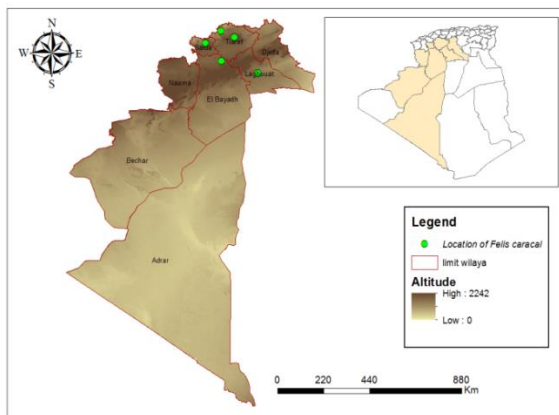 N
W
E
S
Saida
Tiaret
Djelfa
Naama
Laghouat
El Bayadh
Bechar
Adrar
Legend
Location of Felis caracal
limit wilaya
Altitude
High : 2242
Low : 0
0 220 440 880
Km